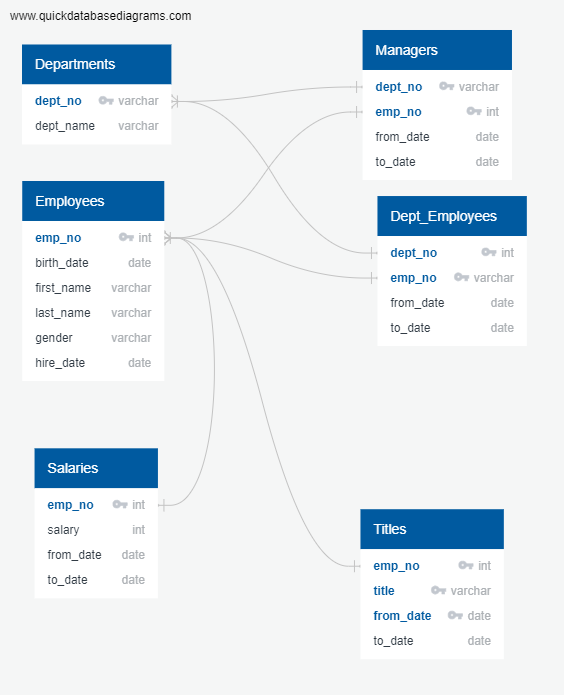 www.quickdatabasediagrams.com
Departments
dept_no varchar
dept_name varchar
Managers
dept_no varchar
emp_no int
from_date date
to_date date
Employees
emp_no int
birth_date date
first_name varchar
last_name varchar
gender varchar
hire_date date
Dept_Employees
dept_no int
emp_no varchar
from_date date
to_date date
Salaries
emp_no int
salary int
from_date date
to_date date
Titles
emp_no int
title varchar
from_date date
to_date date